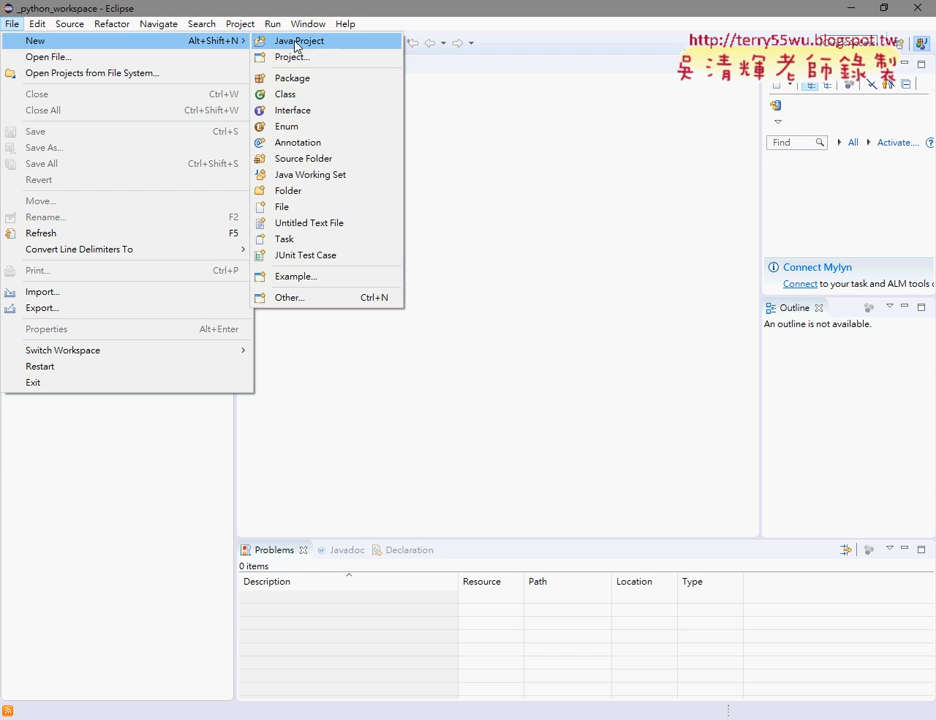 _python_workspace - Eclipse
File Edit Source Refactor Navigate Search Project Run Window Help
New Alt+Shift+N
Open File...
Open Projects from File System...
Close Ctrl+W
Close All Ctrl+Shift+W
Save Ctrl+S
Save As...
Save All Ctrl+Shift+S
Revert
Move...
Rename... F2
Refresh F5
Convert Line Delimiters To
Print... Ctrl+P
Import...
Export...
Properties Alt+Enter
Switch Workspace
Restart
Exit
Java Project
Project...
Package
Class
Interface
Enum
Annotation
Source Folder
Java Working Set
Folder
File
Untitled Text File
Task
JUnit Test Case
Example...
Other... Ctrl+N
http://terry55wu.blogspot.tw
吳清輝老師錄製
Find All Activate...
Connect Mylyn
Connect to your task and ALM tools
Outline
An outline is not available.
Problems Javadoc Declaration
0 items
Description Resource Path Location Type